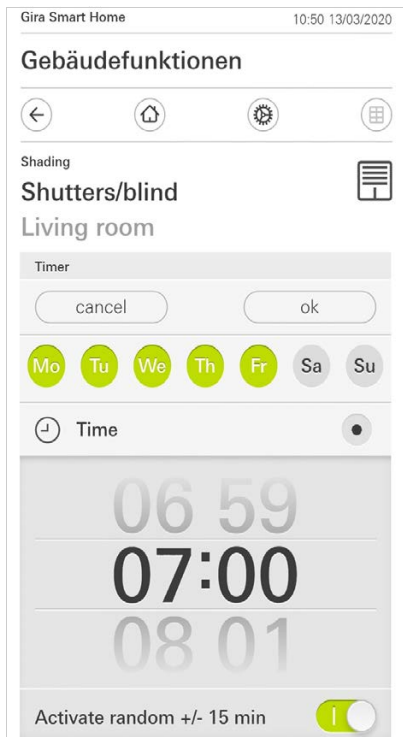 Gira Smart Home 10:50 13/03/2020
Gebäudefunktionen
Shading
Shutters/blind
Living room
Timer
cancel ok
Mo Tu We Th Fr Sa Su
Time
06 59
07:00
08 01
Activate random +/- 15 min